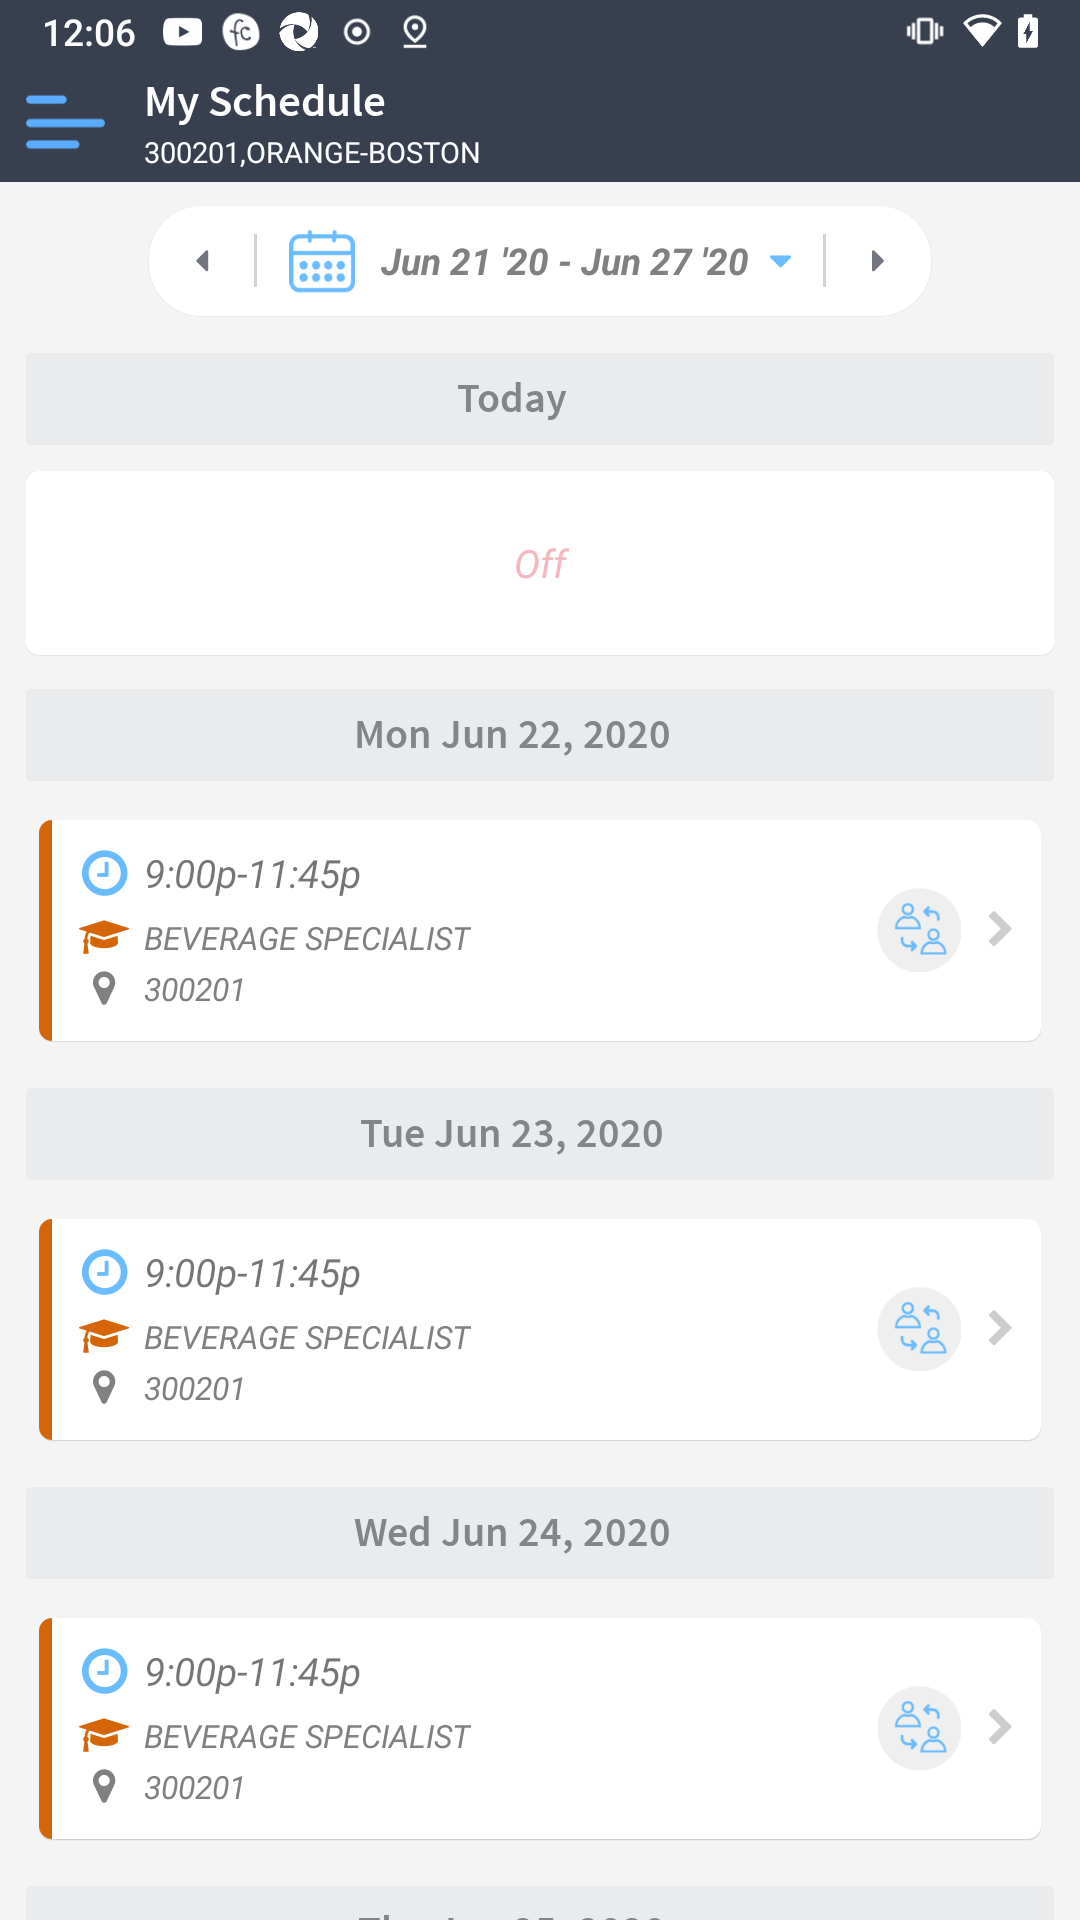 12:06
My Schedule
300201,ORANGE-BOSTON
Jun 21 '20 - Jun 27 '20
Today
Off
Mon Jun 22, 2020
9:00p-11:45p
BEVERAGE SPECIALIST
300201
Tue Jun 23, 2020
9:00p-11:45p
BEVERAGE SPECIALIST
300201
Wed Jun 24, 2020
9:00p-11:45p
BEVERAGE SPECIALIST
300201